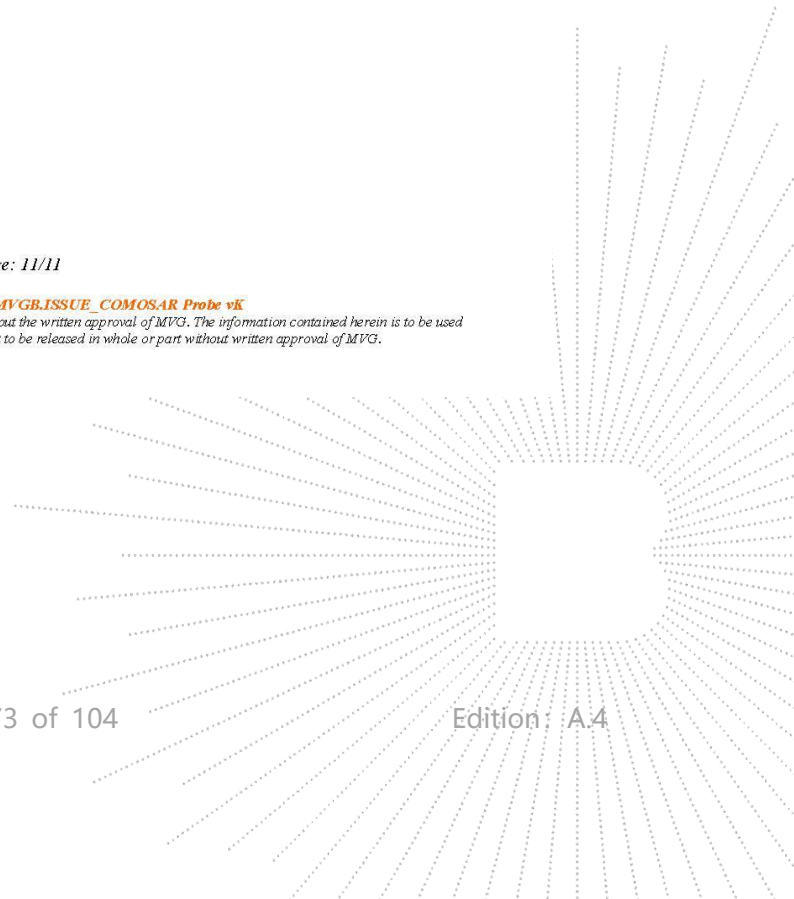 e: 11/11
MVGB.ISSUE_COMOSAR Probe vK
out the written approval of MVG. The information contained herein is to be used
to be released in whole or part without written approval of MVG.
3 of 104 Edition: A.4